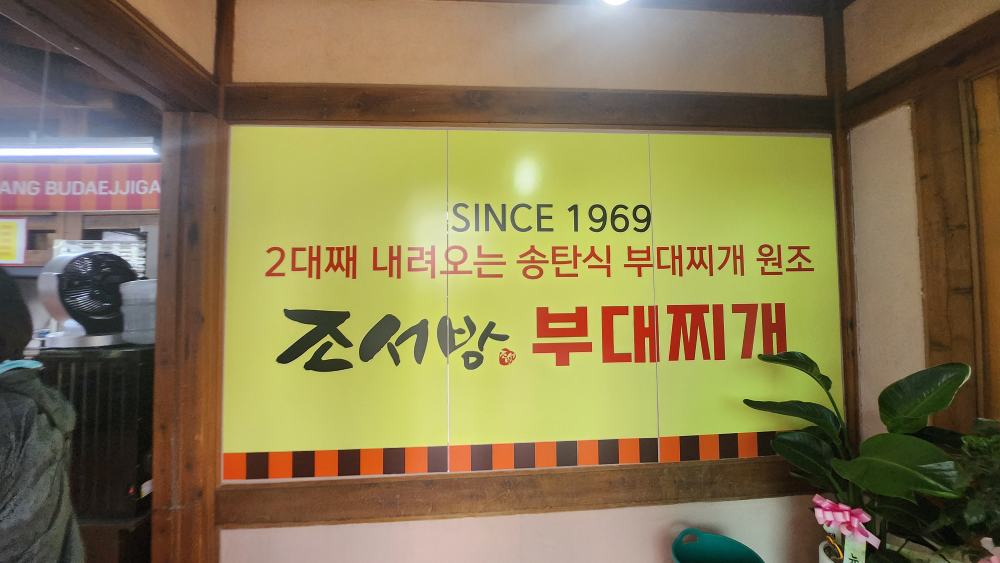 ANG BUDAEJJIGA
SINCE 1969
2대째 내려오는 송탄식 부대찌개 원조
조서방 부대찌개